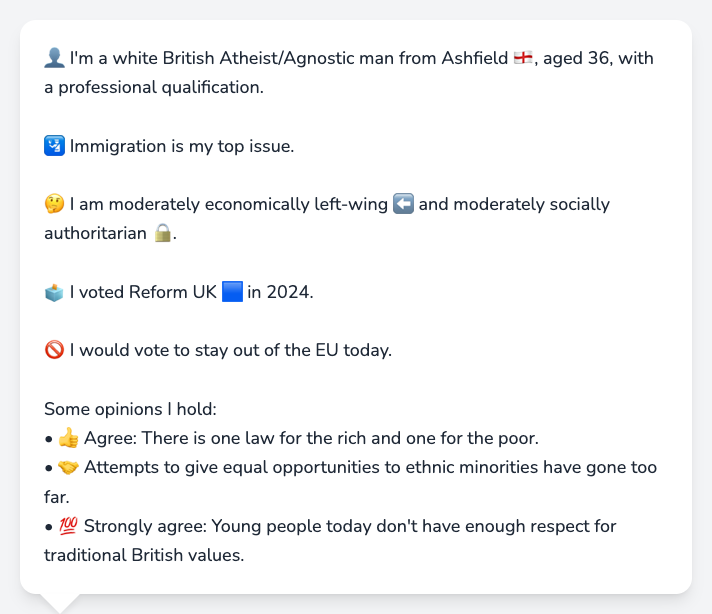 👤 I'm a white British Atheist/Agnostic man from Ashfield 🏴󠁧󠁢󠁥󠁮󠁧󠁿, aged 36, with
a professional qualification.
🛂 Immigration is my top issue.
🤔 I am moderately economically left-wing ⬅️ and moderately socially
authoritarian 🔒.
🗳️ I voted Reform UK 🟦 in 2024.
🚫 I would vote to stay out of the EU today.
Some opinions I hold:
• 👍 Agree: There is one law for the rich and one for the poor.
• 🤝 Attempts to give equal opportunities to ethnic minorities have gone too
far.
• 💯 Strongly agree: Young people today don't have enough respect for
traditional British values.